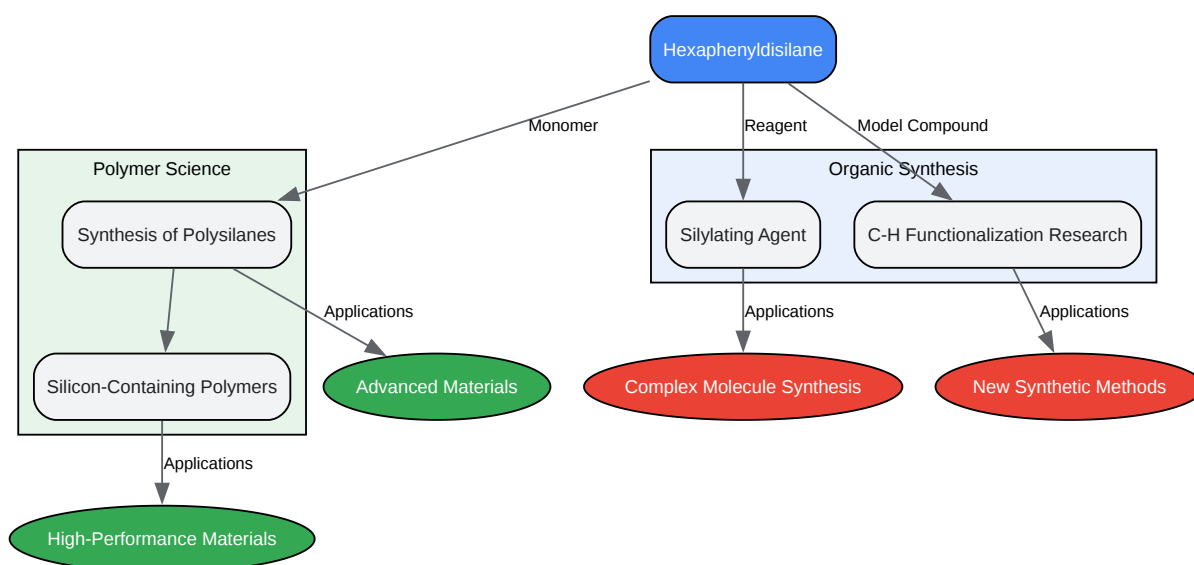 Hexaphenyldisilane
Monomer
Reagent
Model Compound
Polymer Science
Organic Synthesis
Synthesis of Polysilanes
Silylating Agent
C-H Functionalization Research
Applications
Applications
Applications
Silicon-Containing Polymers
Advanced Materials
Complex Molecule Synthesis
New Synthetic Methods
Applications
High-Performance Materials